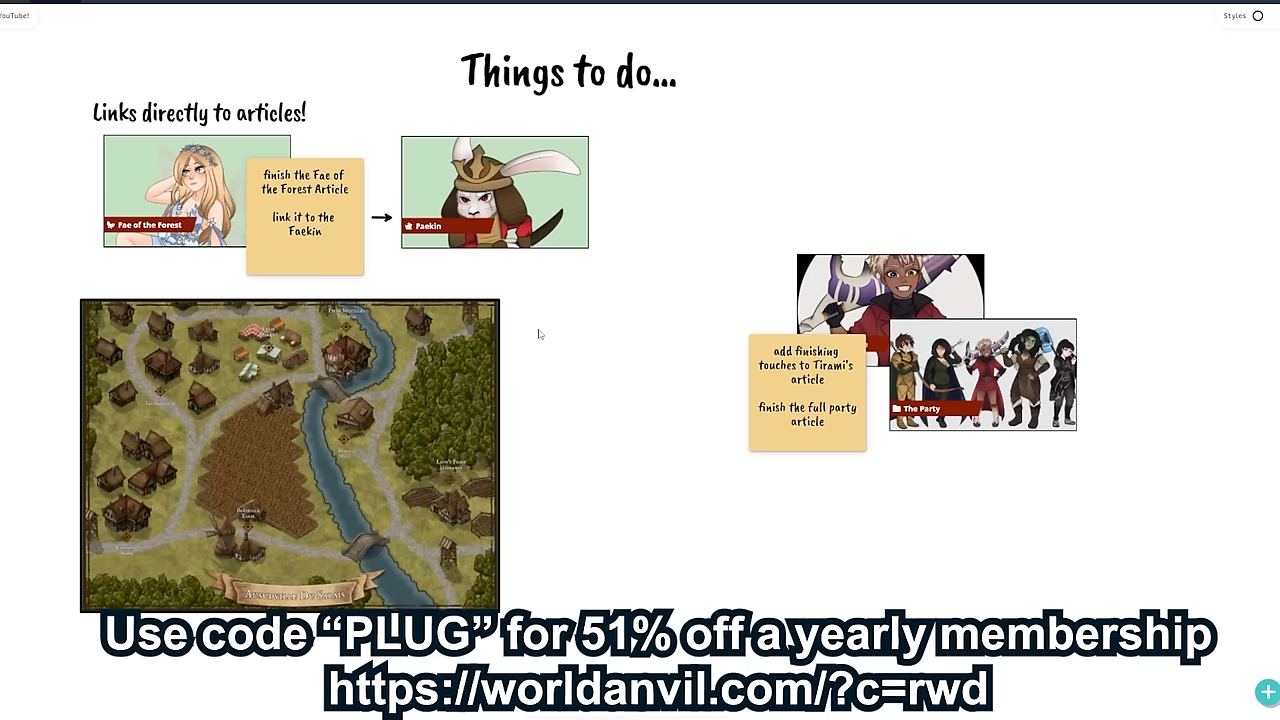 YouTube!
Styles
Things to do...
Links directly to articles!
finish the Fae of
the Forest Article
link it to the
Faekin
Fae of the Forest
Faekin
add finishing
touches to Tirami's
article
finish the full party
article
The Party
Use code “PLUG” for 51% off a yearly membership
https://worldanvil.com/?c=rwd